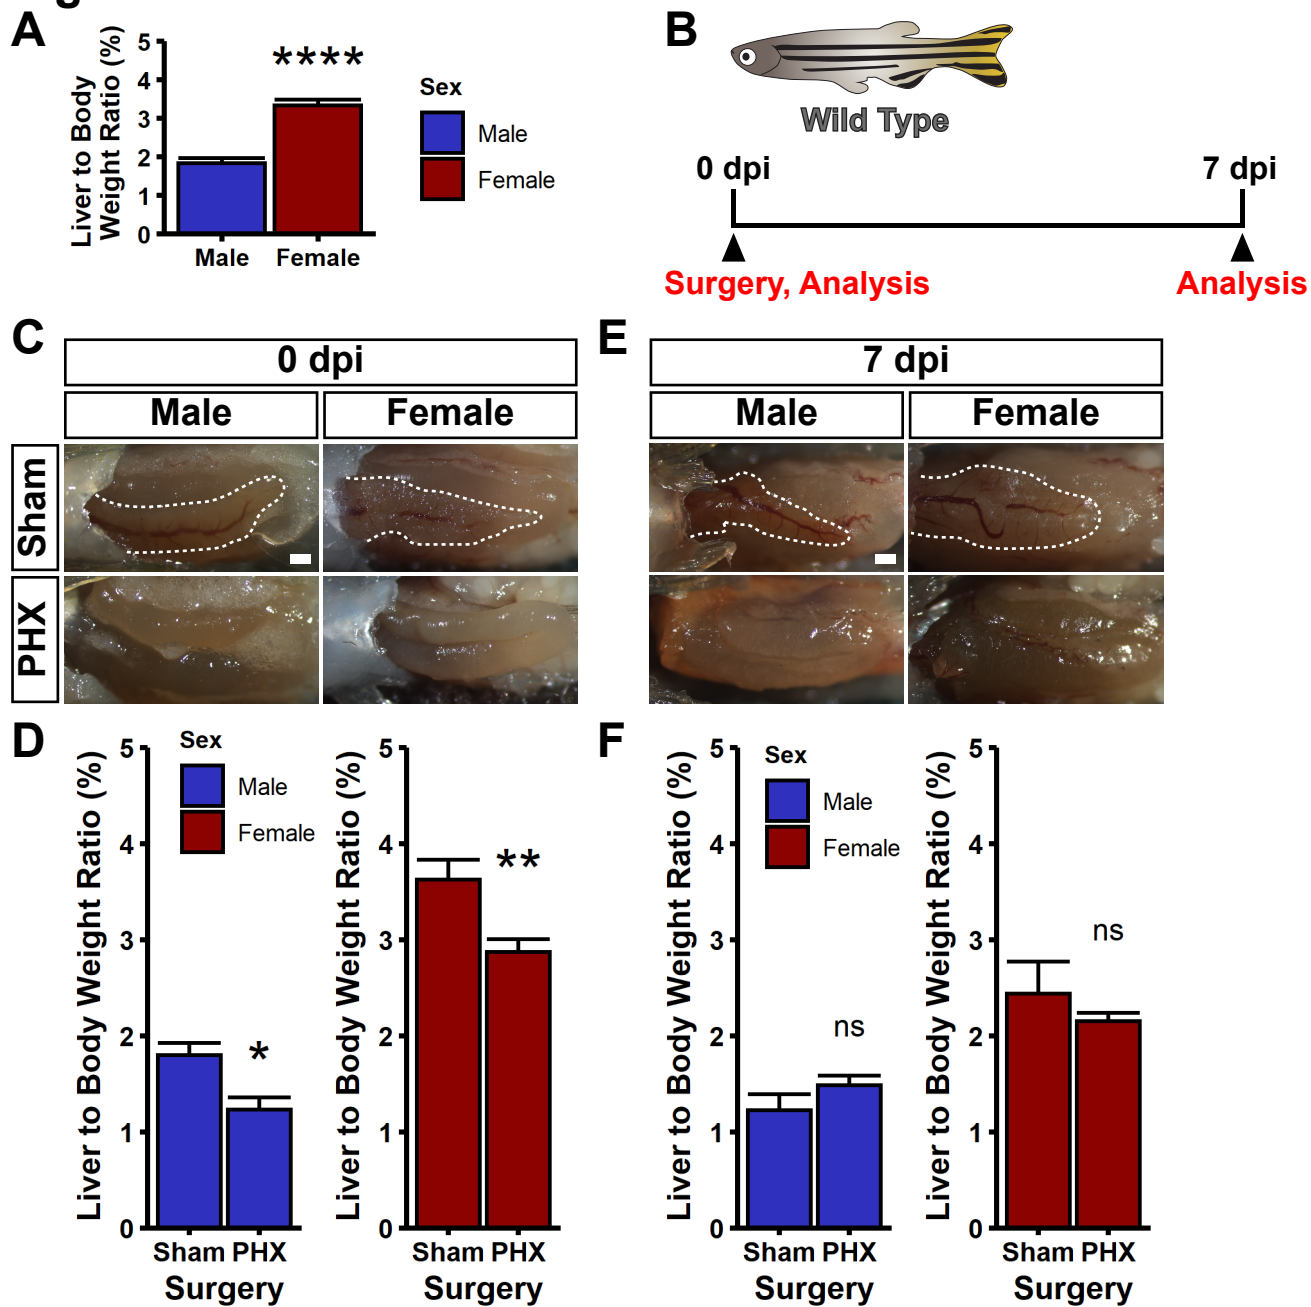 A
Liver to Body
Weight Ratio (%)
5
4
3
2
1
0
****
Male
Female
Sex
Male
Female
B
Wild Type
0 dpi
7 dpi
Surgery, Analysis
Analysis
C
0 dpi
Male
Female
Sham
PHX
E
7 dpi
Male
Female
D
Liver to Body Weight Ratio (%)
5
4
3
2
1
0
Sex
Male
Female
*
Sham PHX
Surgery
Liver to Body Weight Ratio (%)
5
4
3
2
1
0
**
Sham PHX
Surgery
F
Liver to Body Weight Ratio (%)
5
4
3
2
1
0
Sex
Male
Female
ns
Sham PHX
Surgery
Liver to Body Weight Ratio (%)
5
4
3
2
1
0
ns
Sham PHX
Surgery